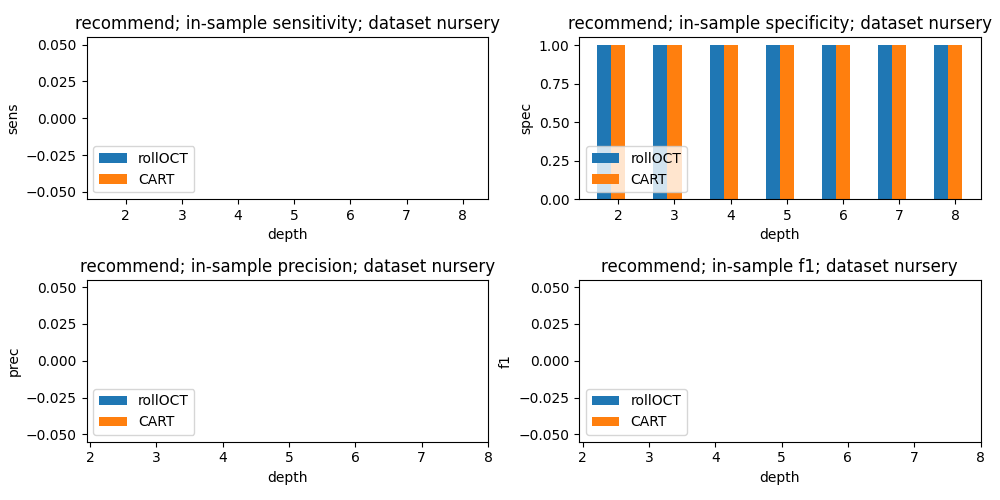 recommend; in-sample sensitivity; dataset nursery
sens
0.050
0.025
0.000
−0.025
−0.050
rollOCT
CART
2 3 4 5 6 7 8
depth
recommend; in-sample specificity; dataset nursery
spec
1.00
0.75
0.50
0.25
0.00
rollOCT
CART
2 3 4 5 6 7 8
depth
recommend; in-sample precision; dataset nursery
prec
0.050
0.025
0.000
−0.025
−0.050
rollOCT
CART
2 3 4 5 6 7 8
depth
recommend; in-sample f1; dataset nursery
f1
0.050
0.025
0.000
−0.025
−0.050
rollOCT
CART
2 3 4 5 6 7 8
depth